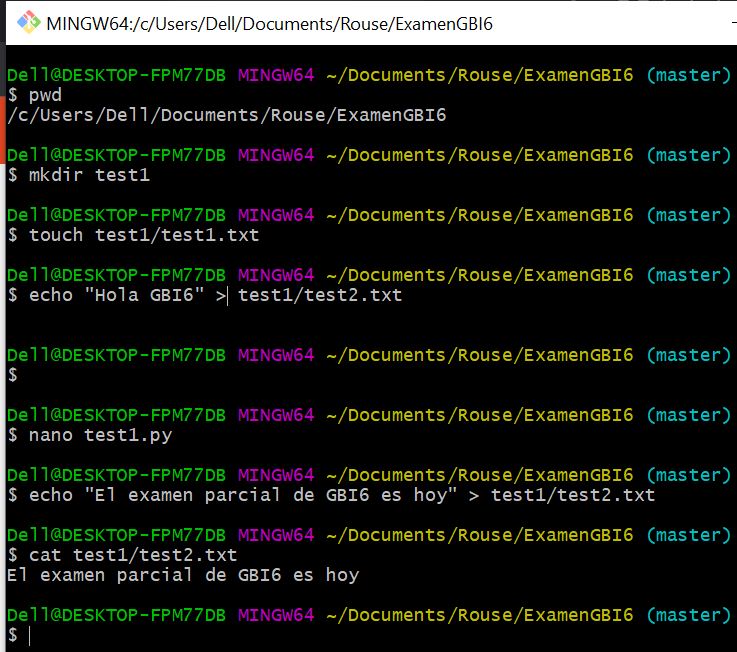 MINGW64:/c/Users/Dell/Documents/Rouse/ExamenGBI6
Dell@DESKTOP-FPM77DB MINGW64 ~/Documents/Rouse/ExamenGBI6 (master)
$ pwd
/c/Users/Dell/Documents/Rouse/ExamenGBI6
Dell@DESKTOP-FPM77DB MINGW64 ~/Documents/Rouse/ExamenGBI6 (master)
$ mkdir test1
Dell@DESKTOP-FPM77DB MINGW64 ~/Documents/Rouse/ExamenGBI6 (master)
$ touch test1/test1.txt
Dell@DESKTOP-FPM77DB MINGW64 ~/Documents/Rouse/ExamenGBI6 (master)
$ echo "Hola GBI6" > test1/test2.txt
Dell@DESKTOP-FPM77DB MINGW64 ~/Documents/Rouse/ExamenGBI6 (master)
$
Dell@DESKTOP-FPM77DB MINGW64 ~/Documents/Rouse/ExamenGBI6 (master)
$ nano test1.py
Dell@DESKTOP-FPM77DB MINGW64 ~/Documents/Rouse/ExamenGBI6 (master)
$ echo "El examen parcial de GBI6 es hoy" > test1/test2.txt
Dell@DESKTOP-FPM77DB MINGW64 ~/Documents/Rouse/ExamenGBI6 (master)
$ cat test1/test2.txt
El examen parcial de GBI6 es hoy
Dell@DESKTOP-FPM77DB MINGW64 ~/Documents/Rouse/ExamenGBI6 (master)
$